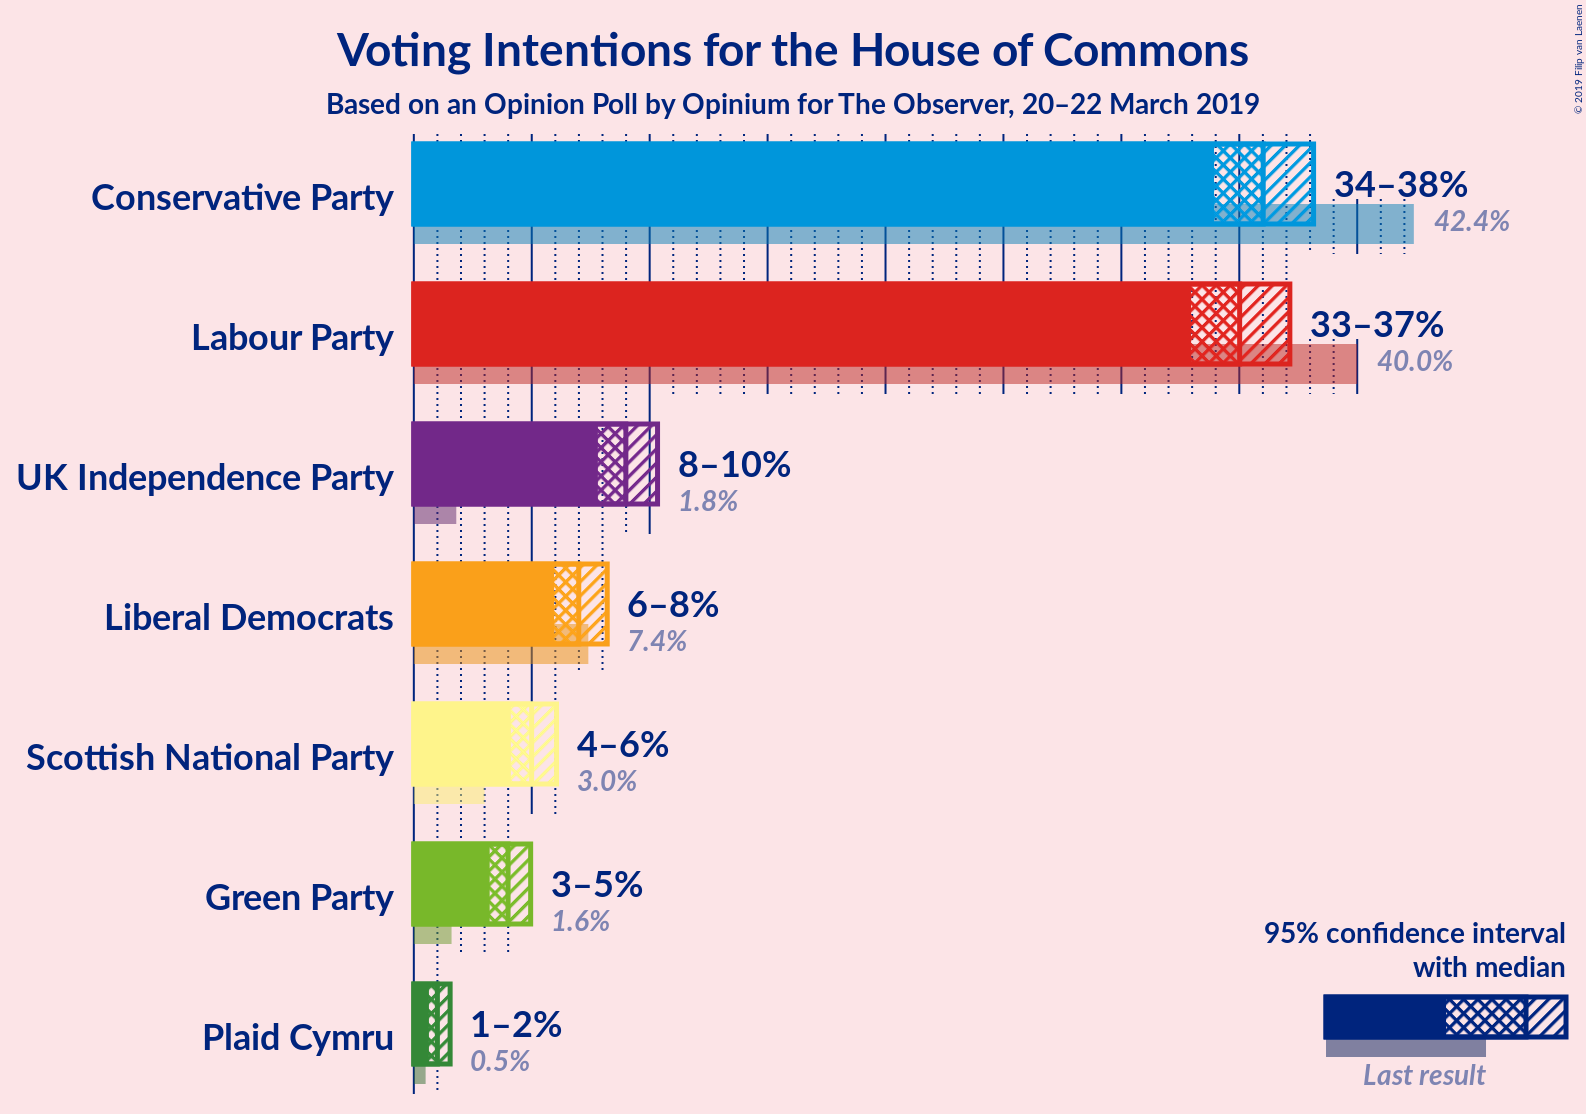 Voting Intentions for the House of Commons
Based on an Opinion Poll by Opinium for The Observer, 20–22 March 2019
© 2019 Filip van Laenen
Conservative Party
34–38%
42.4%
Labour Party
33–37%
40.0%
UK Independence Party
8–10%
1.8%
Liberal Democrats
6–8%
7.4%
Scottish National Party
4–6%
3.0%
Green Party
3–5%
1.6%
Plaid Cymru
1–2%
0.5%
95% confidence interval
with median
Last result